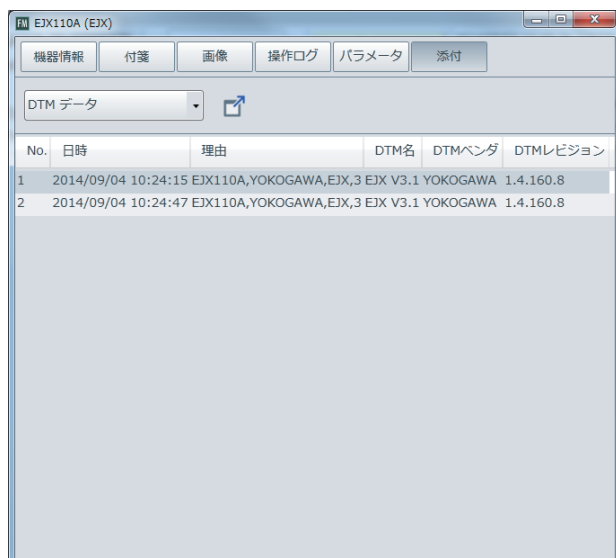 FM EJX110A (EJX)
機器情報 付箋 画像 操作ログ パラメータ 添付
DTM データ
No. 日時 理由 DTM名 DTMベンダ DTMレビジョン
1 2014/09/04 10:24:15 EJX110A,YOKOGAWA,EJX,3 EJX V3.1 YOKOGAWA 1.4.160.8
2 2014/09/04 10:24:47 EJX110A,YOKOGAWA,EJX,3 EJX V3.1 YOKOGAWA 1.4.160.8